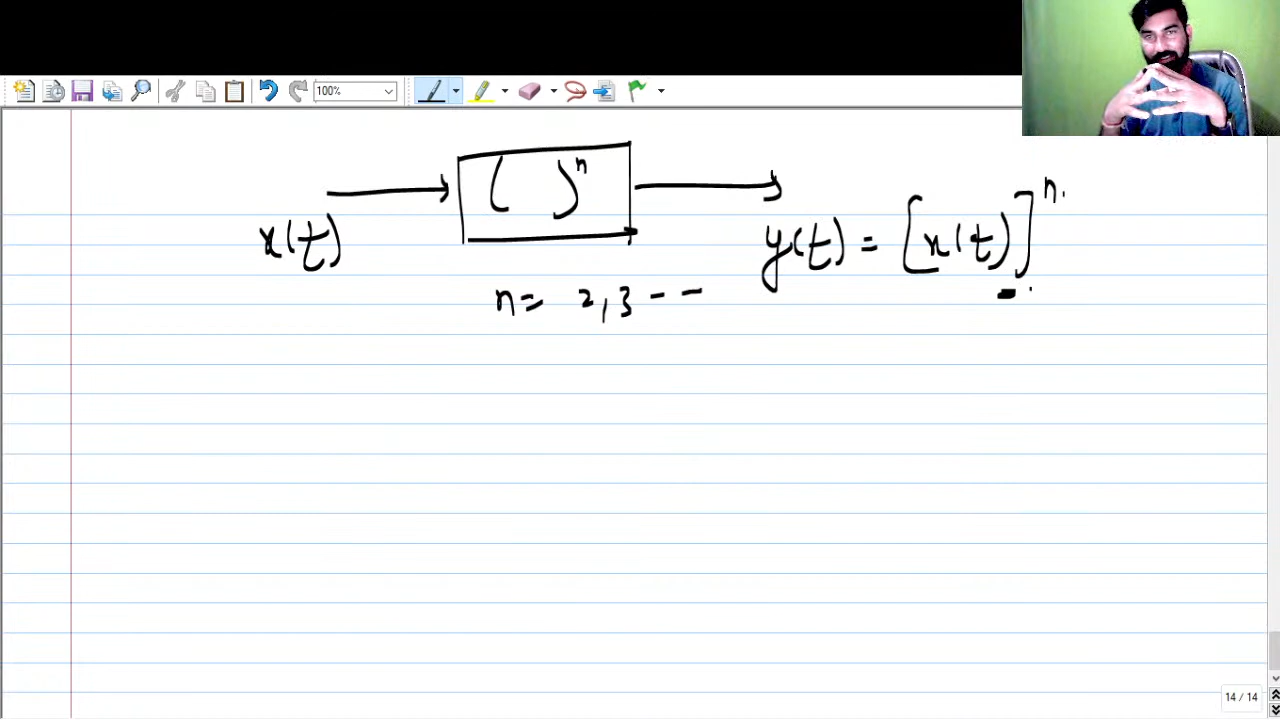 100%
( )ⁿ
x(t)
y(t) = [x(t)]ⁿ.
n = 2, 3 - -
14 / 14